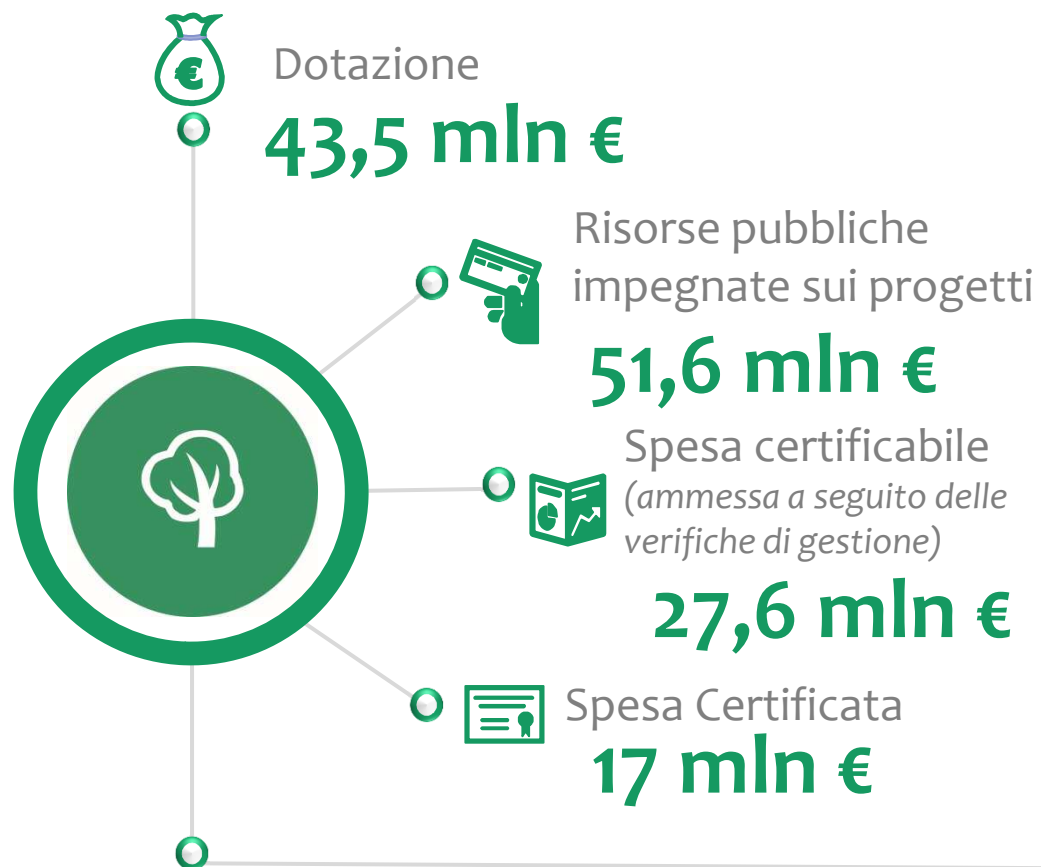 Dotazione
43,5 mln €
Risorse pubbliche
impegnate sui progetti
51,6 mln €
Spesa certificabile
(ammessa a seguito delle
verifiche di gestione)
27,6 mln €
Spesa Certificata
17 mln €